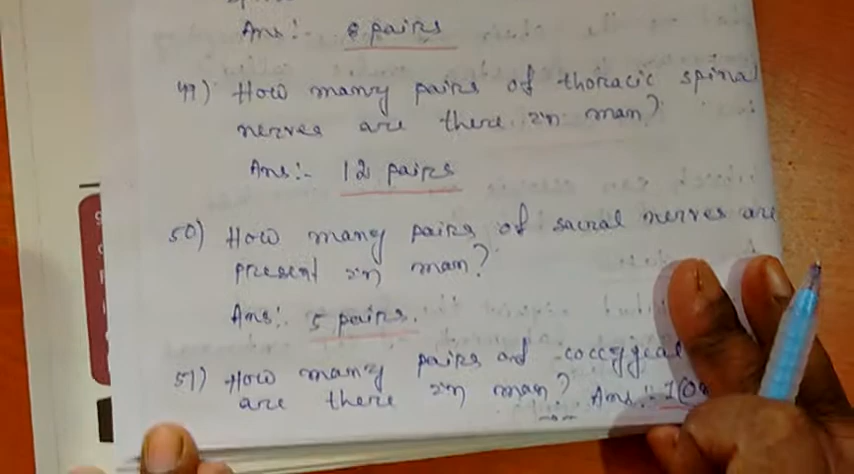 Ans:- 8 pairs
49) How many pairs of thoracic spinal
nerves are there in man?
Ans:- 12 pairs
50) How many pairs of sacral nerves are
present in man?
Ans:- 5 pairs.
51) How many pairs of coccygeal
are there in man? Ans:- 1